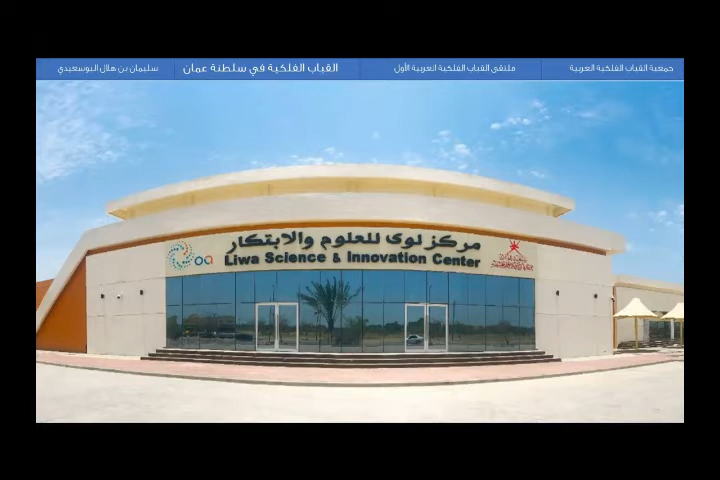 جمعية القباب الفلكية العربية
ملتقى القباب الفلكية العربية الأول
القباب الفلكية في سلطنة عمان
سليمان بن هلال البوسعيدي
مركز لوى للعلوم والابتكار
Liwa Science & Innovation Center
oq